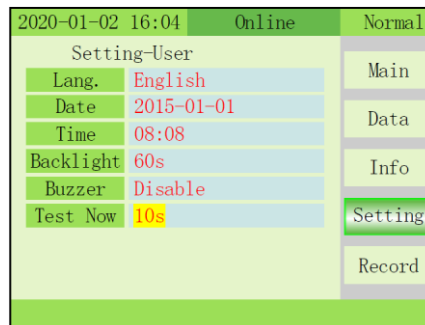 2020-01-02 16:04 Online Normal
Setting-User
Lang. English
Date 2015-01-01
Time 08:08
Backlight 60s
Buzzer Disable
Test Now 10s
Main
Data
Info
Setting
Record